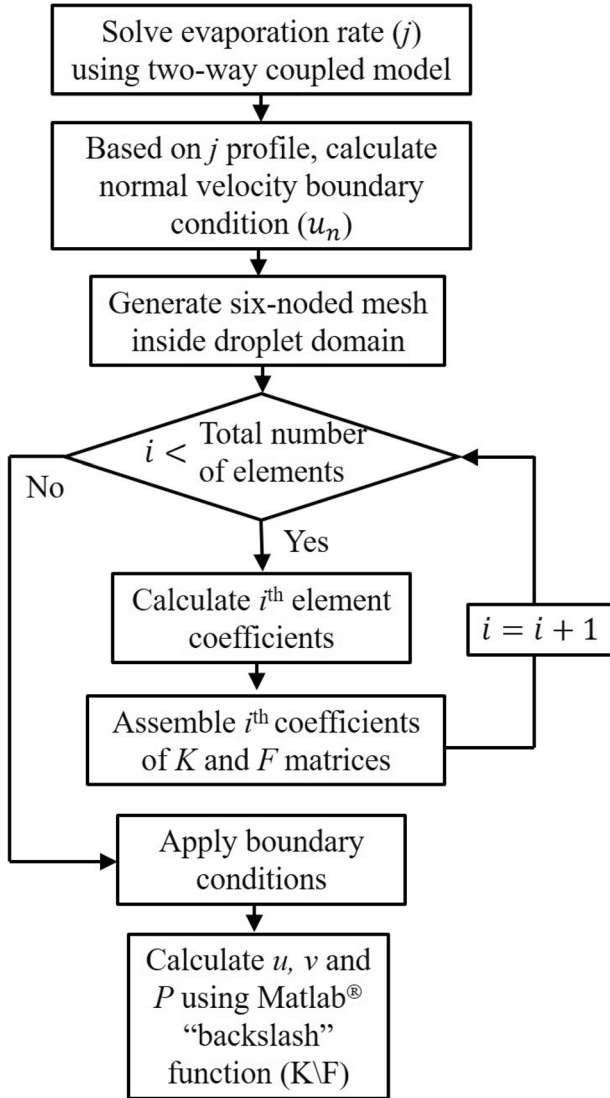 Solve evaporation rate (j)
using two-way coupled model
Based on j profile, calculate
normal velocity boundary
condition (uₙ)
Generate six-noded mesh
inside droplet domain
i < Total number
of elements
No
Yes
Calculate iᵗʰ element
coefficients
i = i + 1
Assemble iᵗʰ coefficients
of K and F matrices
Apply boundary
conditions
Calculate u, v and
P using Matlab®
“backslash”
function (K\F)